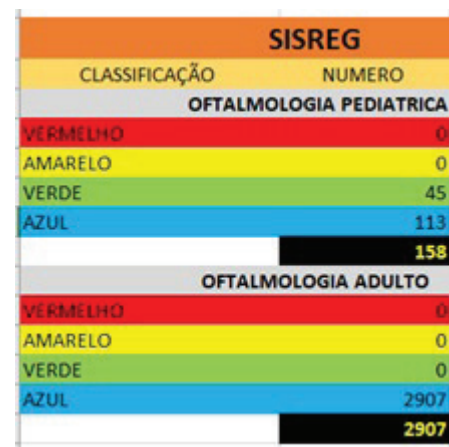 SISREG
CLASSIFICAÇÃO NUMERO
OFTALMOLOGIA PEDIATRICA
VERMELHO 0
AMARELO 0
VERDE 45
AZUL 113
158
OFTALMOLOGIA ADULTO
VERMELHO 0
AMARELO 0
VERDE 0
AZUL 2907
2907